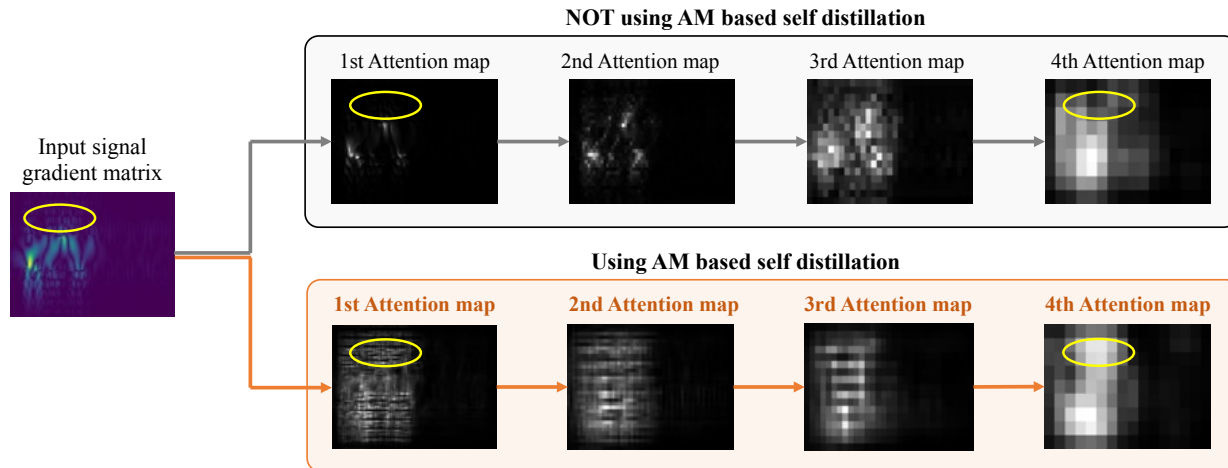 NOT using AM based self distillation
1st Attention map
2nd Attention map
3rd Attention map
4th Attention map
Input signal
gradient matrix
Using AM based self distillation
1st Attention map
2nd Attention map
3rd Attention map
4th Attention map